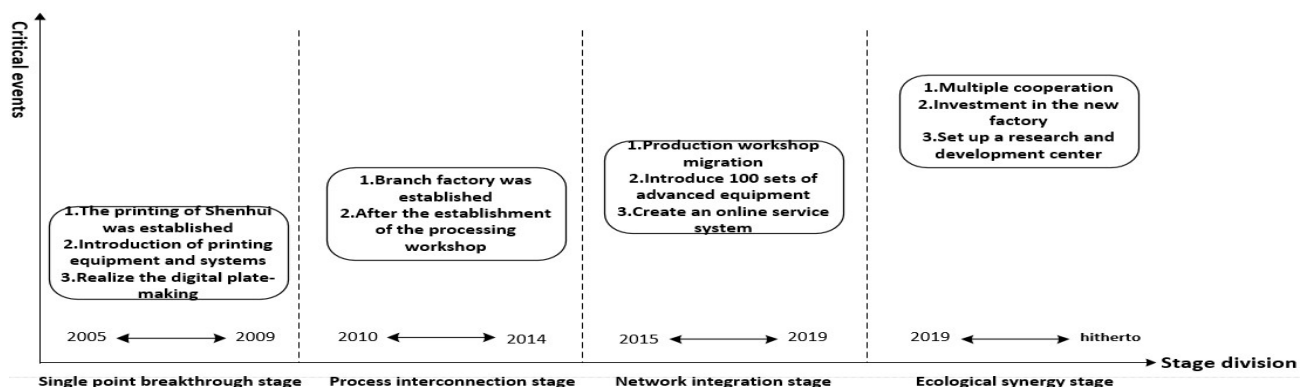 Critical events
1.The printing of Shenhui
was established
2.Introduction of printing
equipment and systems
3.Realize the digital plate-
making
1.Branch factory was
established
2.After the establishment
of the processing
workshop
1.Production workshop
migration
2.Introduce 100 sets of
advanced equipment
3.Create an online service
system
1.Multiple cooperation
2.Investment in the new
factory
3.Set up a research and
development center
2005
2009
2010
2014
2015
2019
2019
hitherto
Stage division
Single point breakthrough stage
Process interconnection stage
Network integration stage
Ecological synergy stage